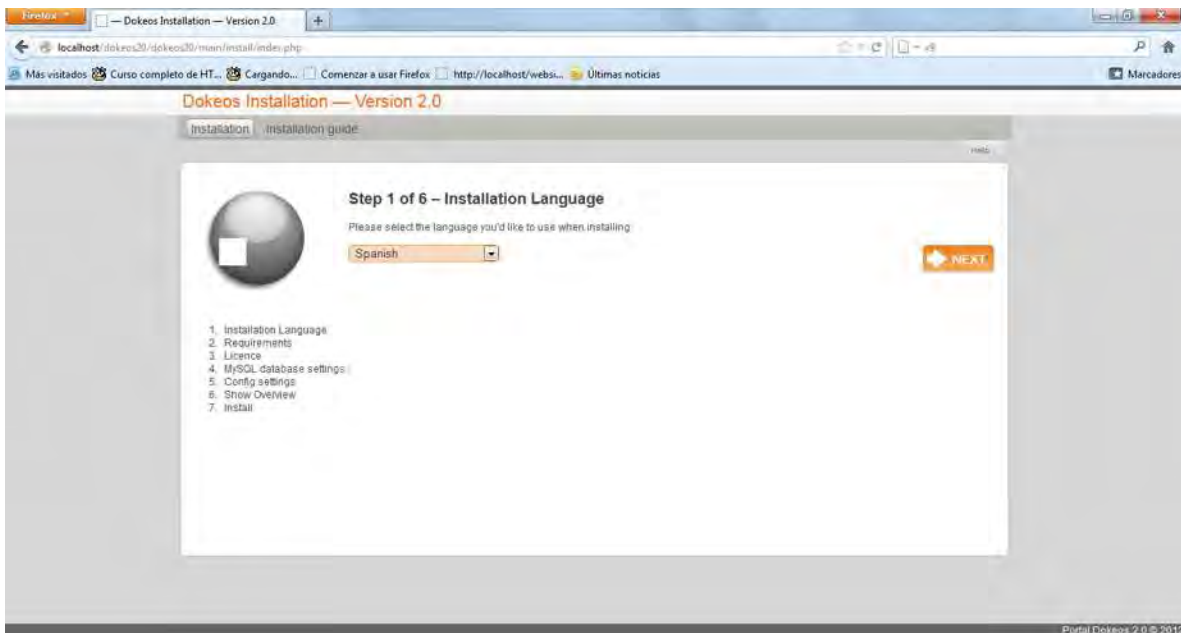 Firefox
— Dokeos Installation — Version 2.0
localhost/dokeos20/dokeos20/main/install/index.php
Más visitados Curso completo de HT... Cargando... Comenzar a usar Firefox http://localhost/websi... Últimas noticias Marcadores
Dokeos Installation — Version 2.0
Installation Installation guide
Help
Step 1 of 6 – Installation Language
Please select the language you'd like to use when installing
Spanish
NEXT
1. Installation Language
2. Requirements
3. Licence
4. MySQL database settings
5. Config settings
6. Show Overview
7. Install
Portal Dokeos 2.0 ©